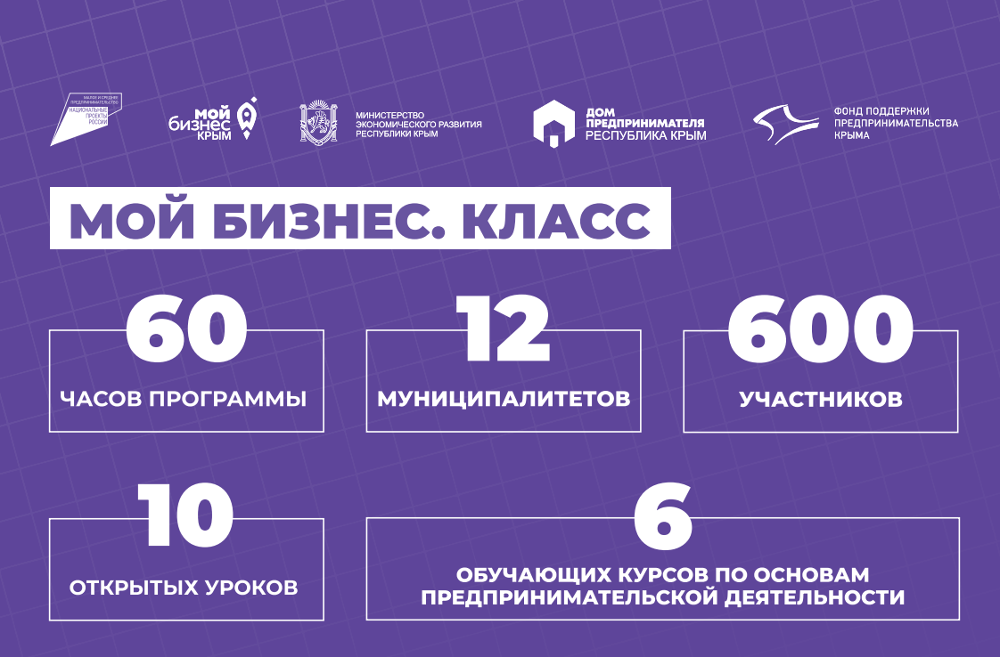 МАЛОЕ И СРЕДНЕЕ
ПРЕДПРИНИМАТЕЛЬСТВО
НАЦИОНАЛЬНЫЕ
ПРОЕКТЫ
РОССИИ
МОЙ
бизнес
КРЫМ
МИНИСТЕРСТВО
ЭКОНОМИЧЕСКОГО РАЗВИТИЯ
РЕСПУБЛИКИ КРЫМ
ДОМ
ПРЕДПРИНИМАТЕЛЯ
РЕСПУБЛИКА КРЫМ
ФОНД ПОДДЕРЖКИ
ПРЕДПРИНИМАТЕЛЬСТВА
КРЫМА
МОЙ БИЗНЕС. КЛАСС
60
ЧАСОВ ПРОГРАММЫ
12
МУНИЦИПАЛИТЕТОВ
600
УЧАСТНИКОВ
10
ОТКРЫТЫХ УРОКОВ
6
ОБУЧАЮЩИХ КУРСОВ ПО ОСНОВАМ
ПРЕДПРИНИМАТЕЛЬСКОЙ ДЕЯТЕЛЬНОСТИ